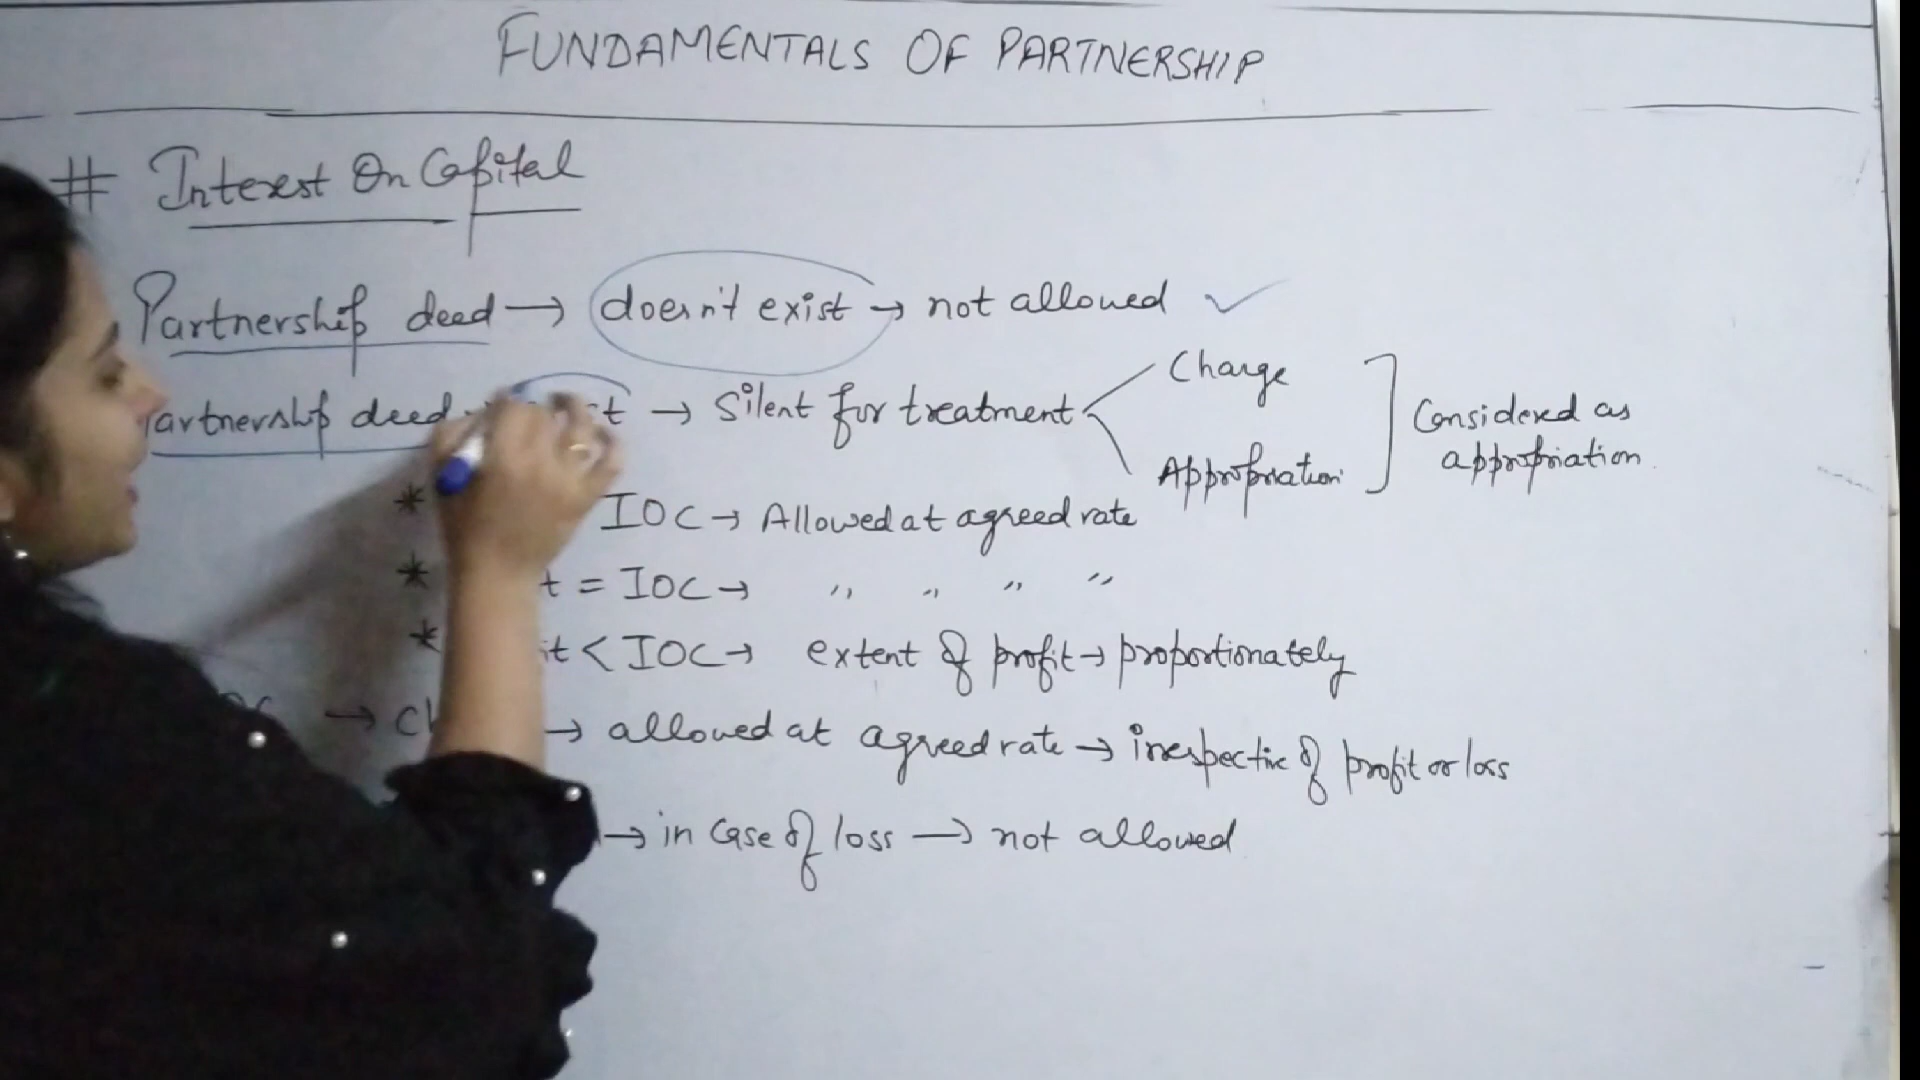 FUNDAMENTALS OF PARTNERSHIP
# Interest On Capital
Partnership deed → doesn't exist → not allowed ✓
Partnership deed → Silent for treatment
Charge
Appropriation
Considered as
appropriation
* IOC → Allowed at agreed rate
* t = IOC → " " " "
* it < IOC → extent of profit → proportionately
→ Ch → allowed at agreed rate → irrespective of profit or loss
→ in case of loss → not allowed